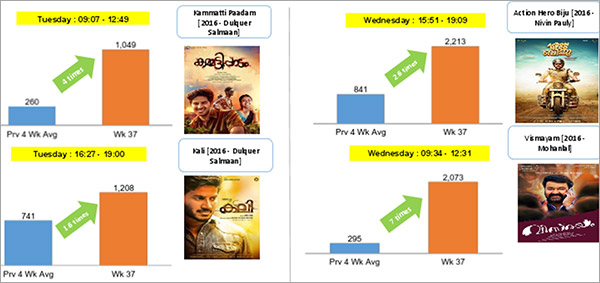 Tuesday : 09:07 - 12:49
1,049
4 times
260
Prv 4 Wk Avg
Wk 37
Kammatti Paadam
[2016 - Dulquer
Salmaan]
കമ്മട്ടിപ്പാടം
Tuesday : 16:27 - 19:00
1,208
1.6 times
741
Prv 4 Wk Avg
Wk 37
Kali [2016 - Dulquer
Salmaan]
കലി
Wednesday : 15:51 - 19:09
2,213
2.6 times
841
Prv 4 Wk Avg
Wk 37
Action Hero Biju [2016 -
Nivin Pauly]
Wednesday : 09:34 - 12:31
2,073
7 times
295
Prv 4 Wk Avg
Wk 37
Vismayam [2016 -
Mohanlal]
വിസ്മയം